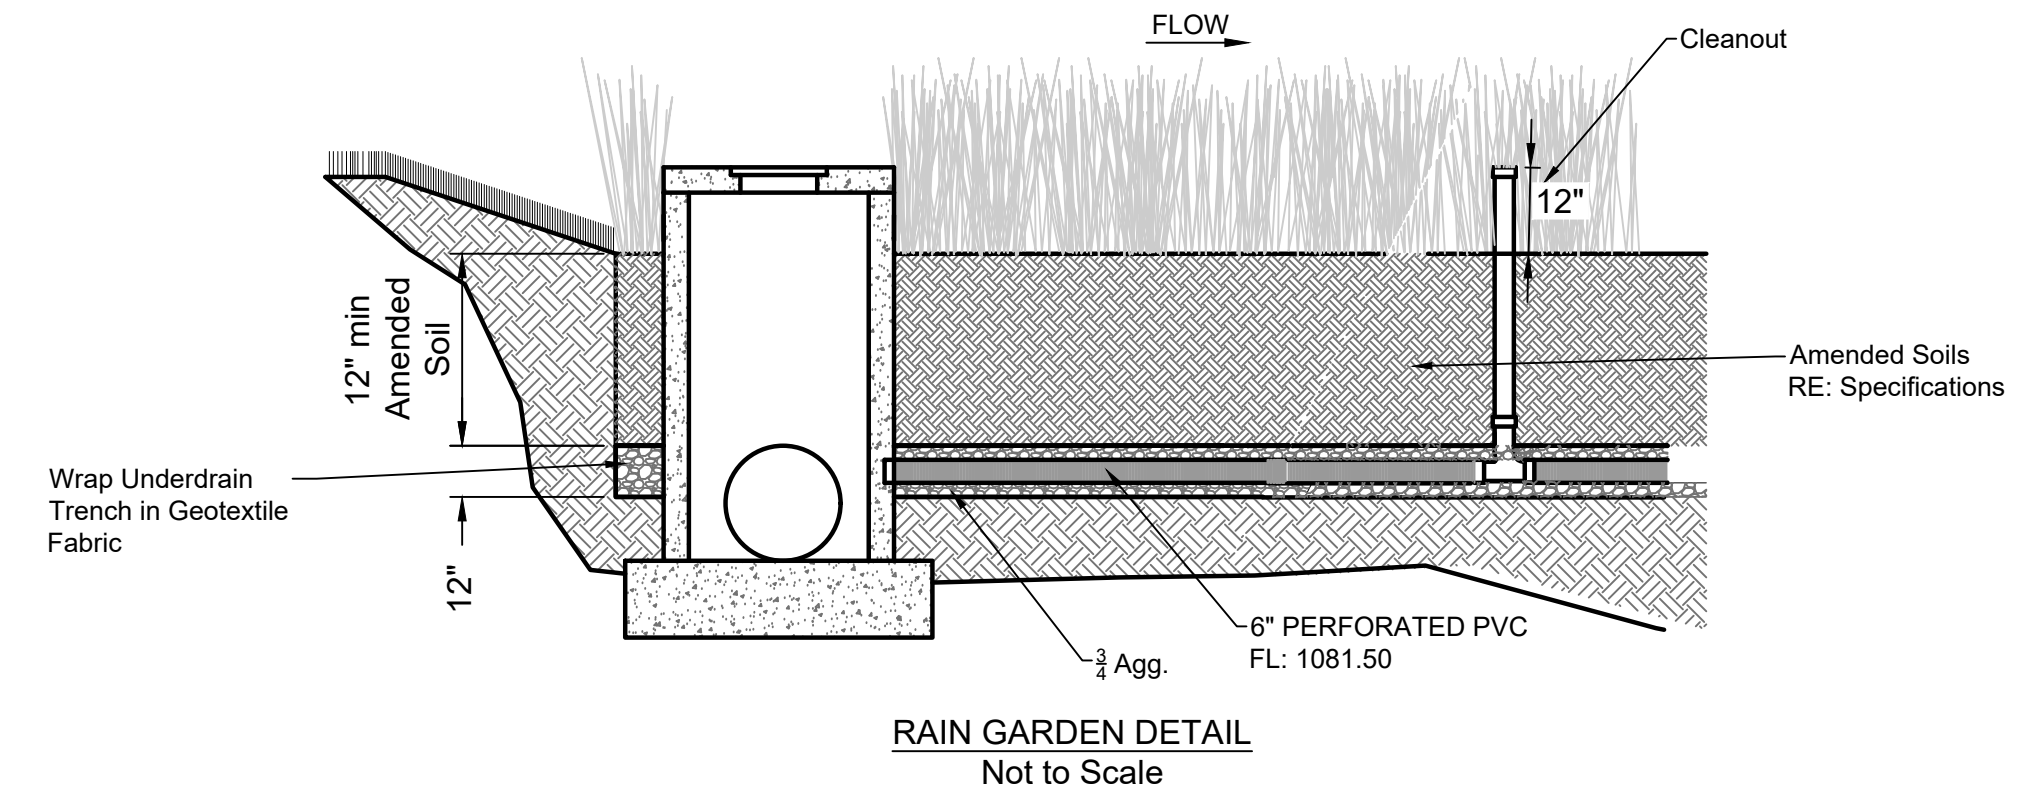 FLOW
Cleanout
12"
12" min
Amended
Soil
Amended Soils
RE: Specifications
Wrap Underdrain
Trench in Geotextile
Fabric
12"
6" PERFORATED PVC
FL: 1081.50
3/4 Agg.
RAIN GARDEN DETAIL
Not to Scale